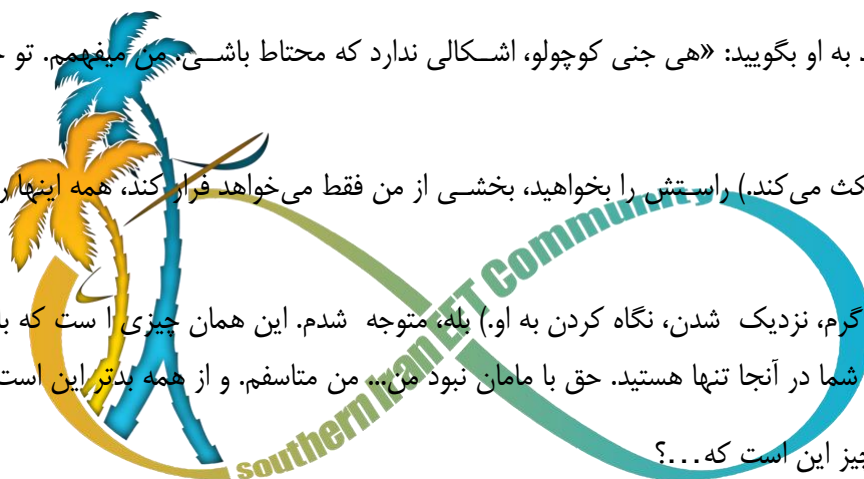 به او بگویید: «هی جنی کوچولو، اشکالی ندارد که محتاط باشی. من میفهمم. تو
کث می‌کند.) راستش را بخواهید، بخشی از من فقط می‌خواهد فرار کند، همه اینها
گرم، نزدیک شدن، نگاه کردن به او.) بله، متوجه شدم. این همان چیزی ا ست که
شما در آنجا تنها هستید. حق با مامان نبود من... من متاسفم. و از همه بدتر این است
چیز این است که...؟
southern Iran EFT Community